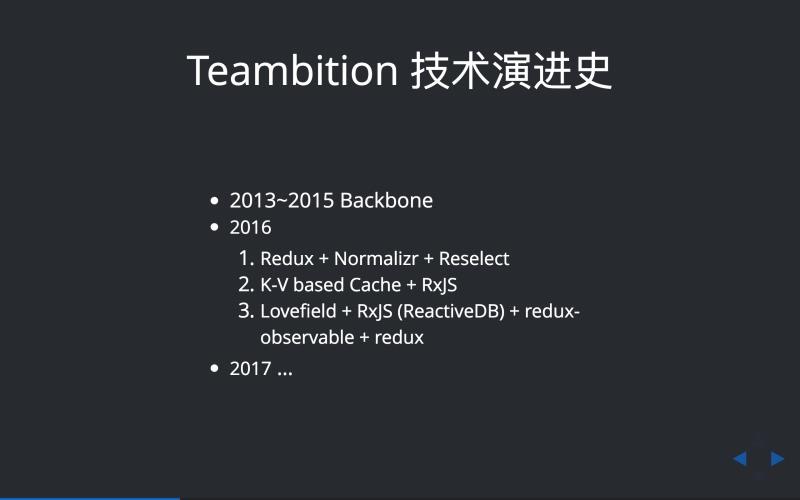 Teambition 技术演进史
• 2013~2015 Backbone
• 2016
1. Redux + Normalizr + Reselect
2. K-V based Cache + RxJS
3. Lovefield + RxJS (ReactiveDB) + redux-
observable + redux
• 2017 ...